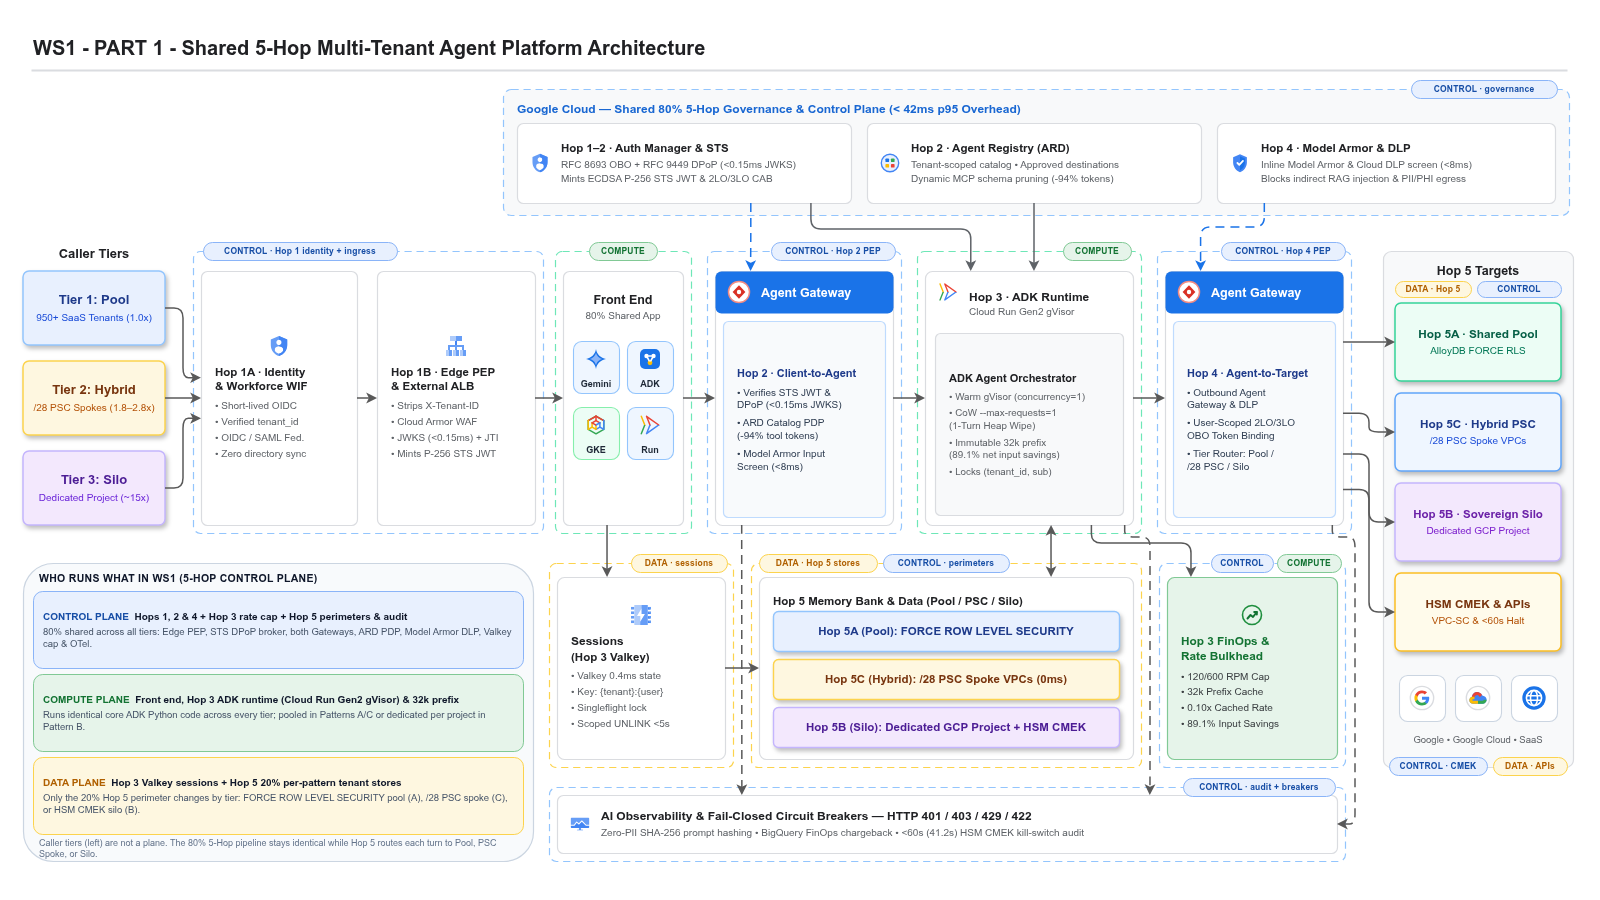 WS1 - PART 1 - Shared 5-Hop Multi-Tenant Agent Platform Architecture
CONTROL · governance
Google Cloud — Shared 80% 5-Hop Governance & Control Plane (< 42ms p95 Overhead)
Hop 1–2 · Auth Manager & STS
RFC 8693 OBO + RFC 9449 DPoP (<0.15ms JWKS)
Mints ECDSA P-256 STS JWT & 2LO/3LO CAB
Hop 2 · Agent Registry (ARD)
Tenant-scoped catalog • Approved destinations
Dynamic MCP schema pruning (-94% tokens)
Hop 4 · Model Armor & DLP
Inline Model Armor & Cloud DLP screen (<8ms)
Blocks indirect RAG injection & PII/PHI egress
Caller Tiers
Tier 1: Pool
950+ SaaS Tenants (1.0x)
Tier 2: Hybrid
/28 PSC Spokes (1.8–2.8x)
Tier 3: Silo
Dedicated Project (~15x)
CONTROL · Hop 1 identity + ingress
Hop 1A · Identity
& Workforce WIF
• Short-lived OIDC
• Verified tenant_id
• OIDC / SAML Fed.
• Zero directory sync
Hop 1B · Edge PEP
& External ALB
• Strips X-Tenant-ID
• Cloud Armor WAF
• JWKS (<0.15ms) + JTI
• Mints P-256 STS JWT
COMPUTE
Front End
80% Shared App
Gemini
ADK
GKE
Run
CONTROL · Hop 2 PEP
Agent Gateway
Hop 2 · Client-to-Agent
• Verifies STS JWT &
DPoP (<0.15ms JWKS)
• ARD Catalog PDP
(-94% tool tokens)
• Model Armor Input
Screen (<8ms)
COMPUTE
Hop 3 · ADK Runtime
Cloud Run Gen2 gVisor
ADK Agent Orchestrator
• Warm gVisor (concurrency=1)
• CoW --max-requests=1
(1-Turn Heap Wipe)
• Immutable 32k prefix
(89.1% net input savings)
• Locks (tenant_id, sub)
CONTROL · Hop 4 PEP
Agent Gateway
Hop 4 · Agent-to-Target
• Outbound Agent
Gateway & DLP
• User-Scoped 2LO/3LO
OBO Token Binding
• Tier Router: Pool /
/28 PSC / Silo
Hop 5 Targets
DATA · Hop 5
CONTROL
Hop 5A · Shared Pool
AlloyDB FORCE RLS
Hop 5C · Hybrid PSC
/28 PSC Spoke VPCs
Hop 5B · Sovereign Silo
Dedicated GCP Project
HSM CMEK & APIs
VPC-SC & <60s Halt
Google • Google Cloud • SaaS
CONTROL · CMEK
DATA · APIs
WHO RUNS WHAT IN WS1 (5-HOP CONTROL PLANE)
CONTROL PLANE Hops 1, 2 & 4 + Hop 3 rate cap + Hop 5 perimeters & audit
80% shared across all tiers: Edge PEP, STS DPoP broker, both Gateways, ARD PDP, Model Armor DLP, Valkey
cap & OTel.
COMPUTE PLANE Front end, Hop 3 ADK runtime (Cloud Run Gen2 gVisor) & 32k prefix
Runs identical core ADK Python code across every tier; pooled in Patterns A/C or dedicated per project in
Pattern B.
DATA PLANE Hop 3 Valkey sessions + Hop 5 20% per-pattern tenant stores
Only the 20% Hop 5 perimeter changes by tier: FORCE ROW LEVEL SECURITY pool (A), /28 PSC spoke (C),
or HSM CMEK silo (B).
Caller tiers (left) are not a plane. The 80% 5-Hop pipeline stays identical while Hop 5 routes each turn to Pool, PSC
Spoke, or Silo.
DATA · sessions
Sessions
(Hop 3 Valkey)
• Valkey 0.4ms state
• Key: {tenant}:{user}
• Singleflight lock
• Scoped UNLINK <5s
DATA · Hop 5 stores
CONTROL · perimeters
Hop 5 Memory Bank & Data (Pool / PSC / Silo)
Hop 5A (Pool): FORCE ROW LEVEL SECURITY
Hop 5C (Hybrid): /28 PSC Spoke VPCs (0ms)
Hop 5B (Silo): Dedicated GCP Project + HSM CMEK
CONTROL
COMPUTE
Hop 3 FinOps &
Rate Bulkhead
• 120/600 RPM Cap
• 32k Prefix Cache
• 0.10x Cached Rate
• 89.1% Input Savings
CONTROL · audit + breakers
AI Observability & Fail-Closed Circuit Breakers — HTTP 401 / 403 / 429 / 422
Zero-PII SHA-256 prompt hashing • BigQuery FinOps chargeback • <60s (41.2s) HSM CMEK kill-switch audit